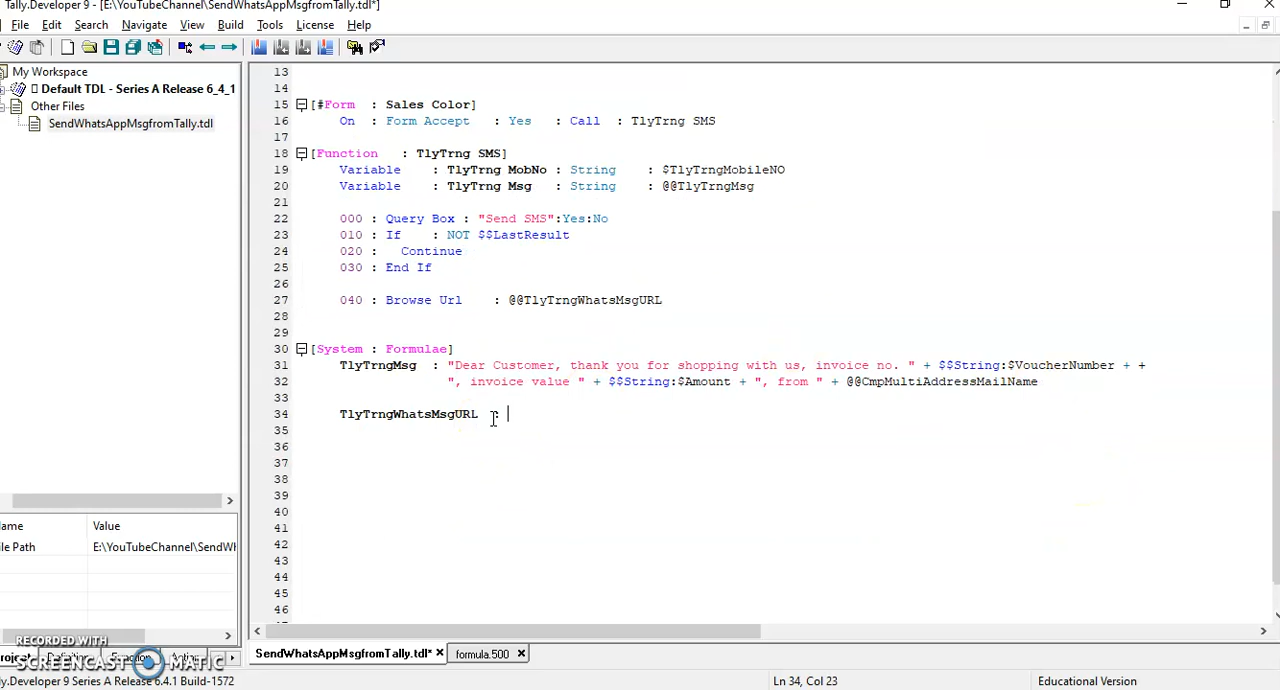 Tally.Developer 9 - [E:\YouTubeChannel\SendWhatsAppMsgfromTally.tdl*]
File Edit Search Navigate View Build Tools License Help
My Workspace
Default TDL - Series A Release 6_4_1
Other Files
SendWhatsAppMsgfromTally.tdl
13
14
15 [#Form : Sales Color]
16 On : Form Accept : Yes : Call : TlyTrng SMS
17
18 [Function : TlyTrng SMS]
19 Variable : TlyTrng MobNo : String : $TlyTrngMobileNO
20 Variable : TlyTrng Msg : String : @@TlyTrngMsg
21
22 000 : Query Box : "Send SMS":Yes:No
23 010 : If : NOT $$LastResult
24 020 : Continue
25 030 : End If
26
27 040 : Browse Url : @@TlyTrngWhatsMsgURL
28
29
30 [System : Formulae]
31 TlyTrngMsg : "Dear Customer, thank you for shopping with us, invoice no. " + $$String:$VoucherNumber + +
32 ", invoice value " + $$String:$Amount + ", from " + @@CmpMultiAddressMailName
33
34 TlyTrngWhatsMsgURL :
35
36
37
38
39
40
41
42
43
44
45
46
ame Value
ile Path E:\YouTubeChannel\SendWh
RECORDED WITH
SCREENCAST MATIC
SendWhatsAppMsgfromTally.tdl* formula.500
ly.Developer 9 Series A Release 6.4.1 Build-1572 Ln 34, Col 23 Educational Version